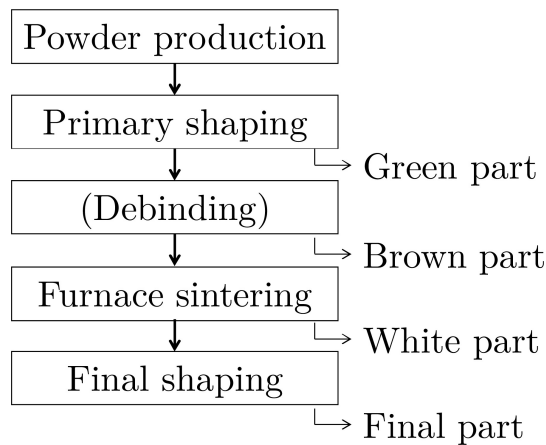 Powder production
Primary shaping
Green part
(Debinding)
Brown part
Furnace sintering
White part
Final shaping
Final part